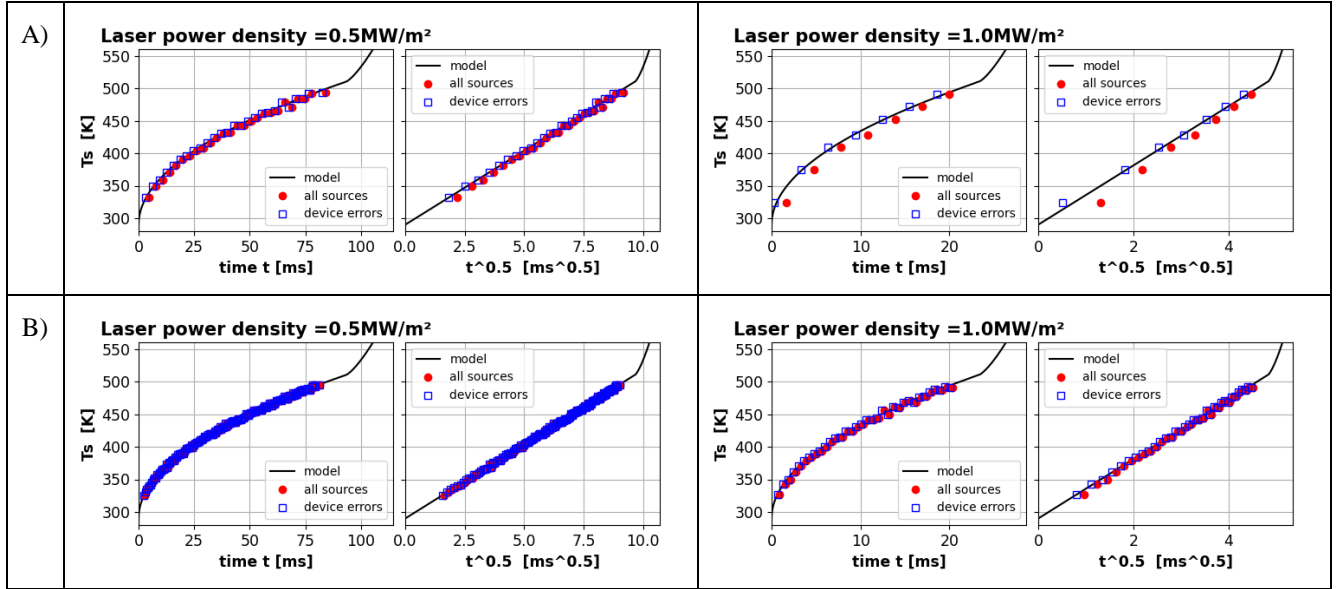 A)
Laser power density =0.5MW/m²
550
500
450
400
350
300
Ts [K]
model
all sources
device errors
0
25
50
75
100
time t [ms]
model
all sources
device errors
0.0
2.5
5.0
7.5
10.0
t^0.5 [ms^0.5]
Laser power density =1.0MW/m²
550
500
450
400
350
300
Ts [K]
model
all sources
device errors
0
10
20
time t [ms]
model
all sources
device errors
0
2
4
t^0.5 [ms^0.5]
B)
Laser power density =0.5MW/m²
550
500
450
400
350
300
Ts [K]
model
all sources
device errors
0
25
50
75
100
time t [ms]
model
all sources
device errors
0.0
2.5
5.0
7.5
10.0
t^0.5 [ms^0.5]
Laser power density =1.0MW/m²
550
500
450
400
350
300
Ts [K]
model
all sources
device errors
0
10
20
time t [ms]
model
all sources
device errors
0
2
4
t^0.5 [ms^0.5]